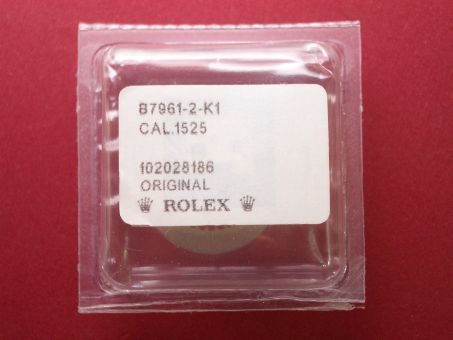 B7961-2-K1
CAL.1525
102028186
ORIGINAL
ROLEX